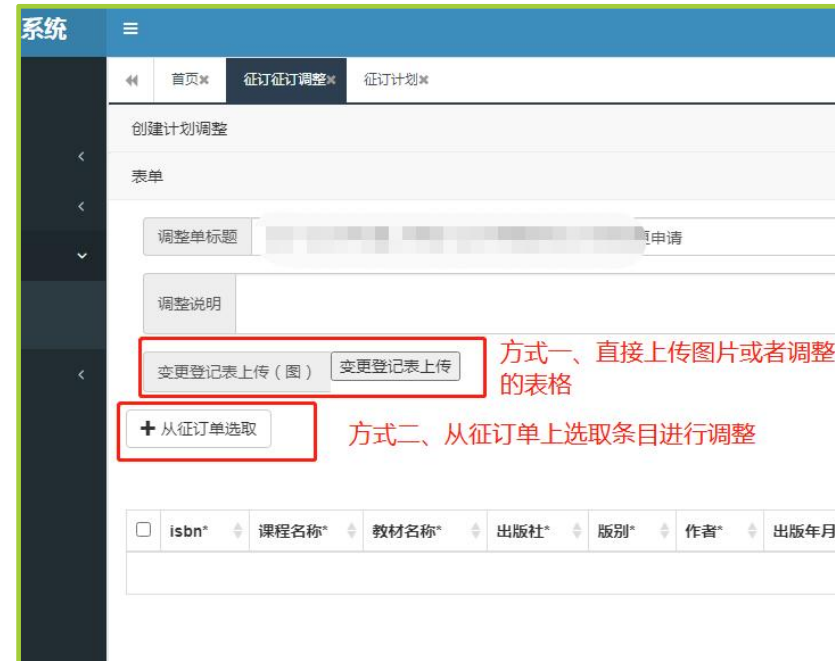 系统
首页 征订征订调整 征订计划
创建计划调整
表单
调整单标题 更申请
调整说明
变更登记表上传（图） 变更登记表上传
方式一、直接上传图片或者调整
的表格
从征订单选取
方式二、从征订单上选取条目进行调整
isbn* 课程名称* 教材名称* 出版社* 版别* 作者* 出版年月